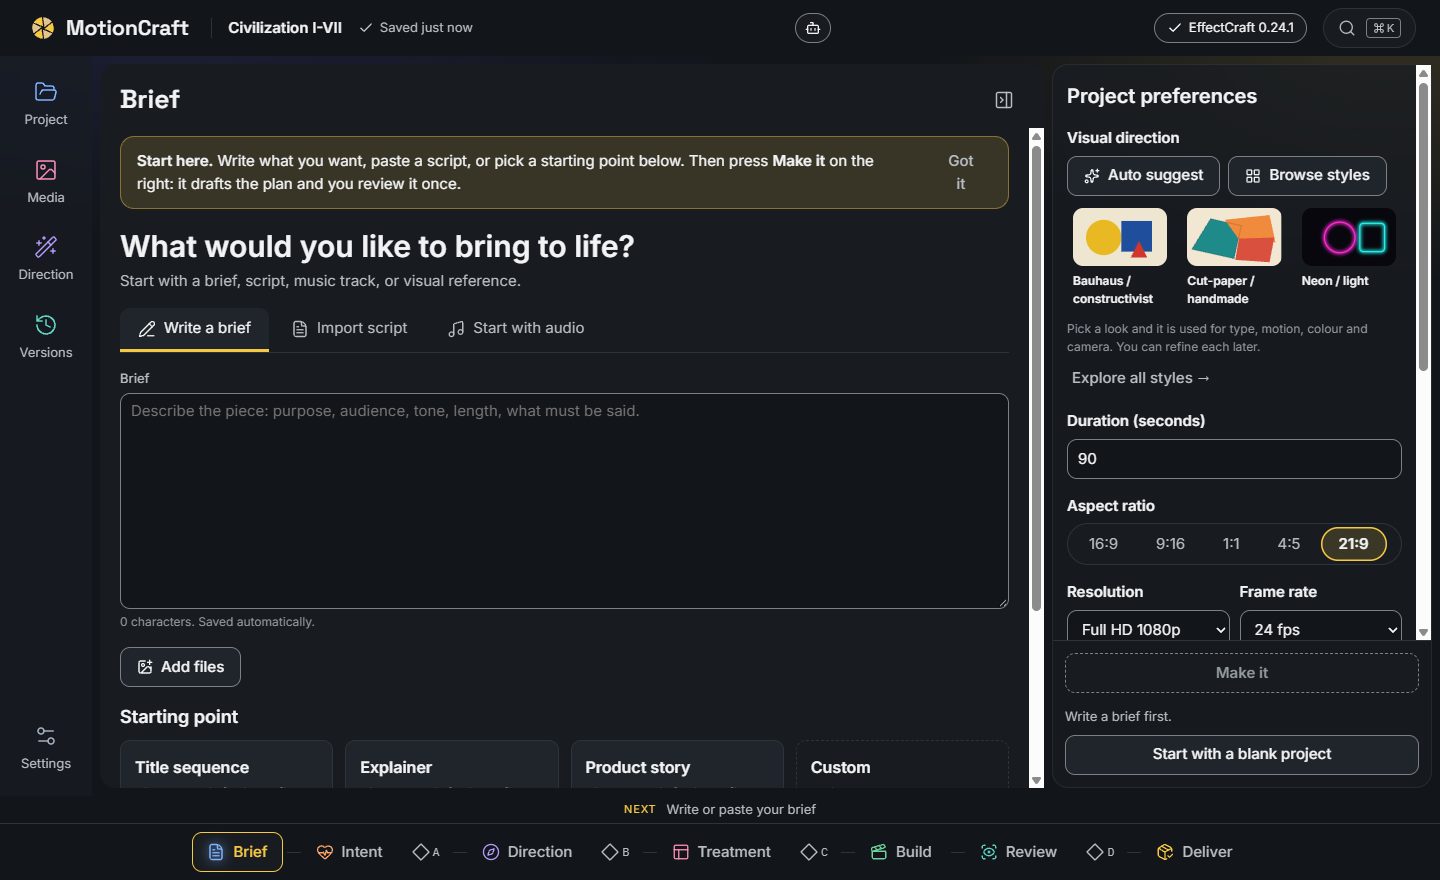 MotionCraft
Civilization I-VII
Saved just now
EffectCraft 0.24.1
⌘K
Project
Media
Direction
Versions
Settings
Brief
Start here. Write what you want, paste a script, or pick a starting point below. Then press Make it on the
right: it drafts the plan and you review it once.
Got
it
What would you like to bring to life?
Start with a brief, script, music track, or visual reference.
Write a brief
Import script
Start with audio
Brief
Describe the piece: purpose, audience, tone, length, what must be said.
0 characters. Saved automatically.
Add files
Starting point
Title sequence
Explainer
Product story
Custom
Project preferences
Visual direction
Auto suggest
Browse styles
Bauhaus /
constructivist
Cut-paper /
handmade
Neon / light
Pick a look and it is used for type, motion, colour and
camera. You can refine each later.
Explore all styles →
Duration (seconds)
90
Aspect ratio
16:9
9:16
1:1
4:5
21:9
Resolution
Frame rate
Full HD 1080p
24 fps
Make it
Write a brief first.
Start with a blank project
NEXT Write or paste your brief
Brief
Intent
A
Direction
B
Treatment
C
Build
Review
D
Deliver